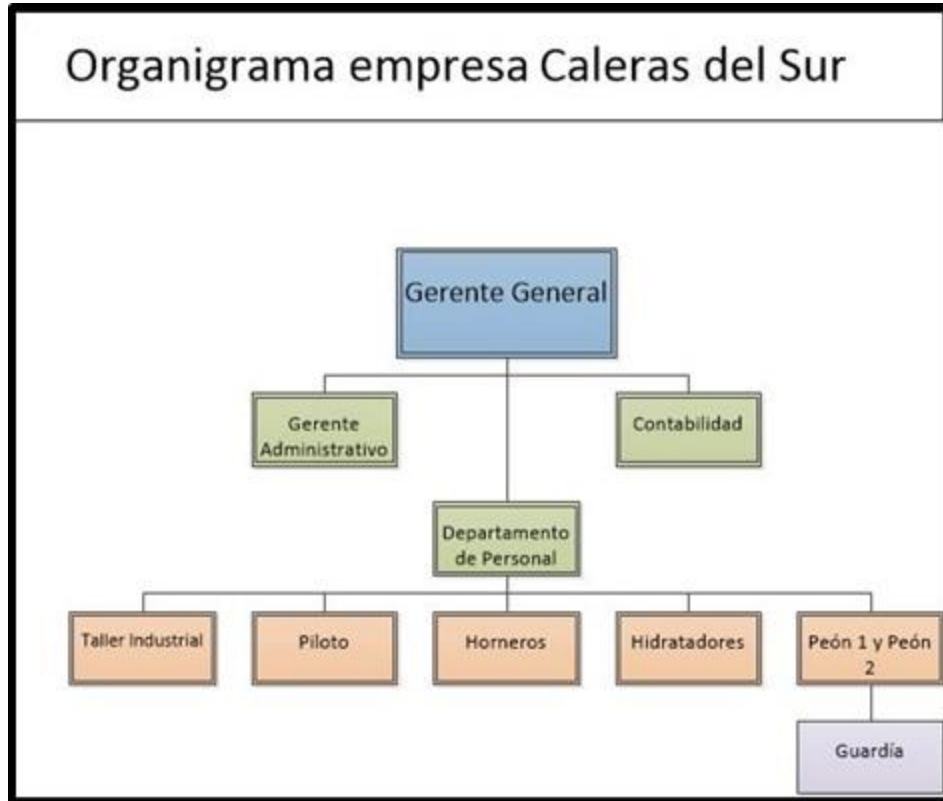 Organigrama empresa Caleras del Sur
Gerente General
Gerente
Administrativo
Contabilidad
Departamento
de Personal
Taller Industrial
Piloto
Horneros
Hidratadores
Peón 1 y Peón
2
Guardía